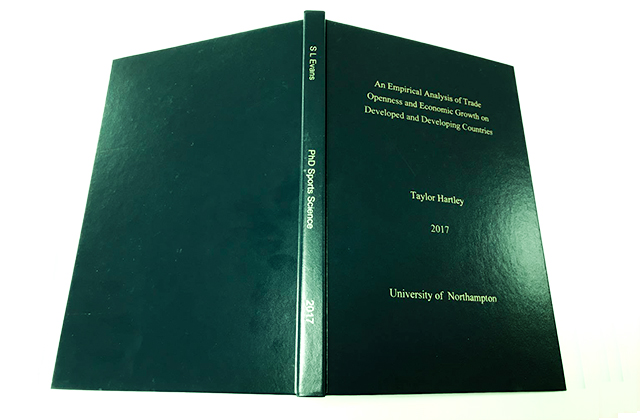 S L Evans
PhD Sports Science
2017
An Empirical Analysis of Trade
Openness and Economic Growth on
Developed and Developing Countries
Taylor Hartley
2017
University of Northampton